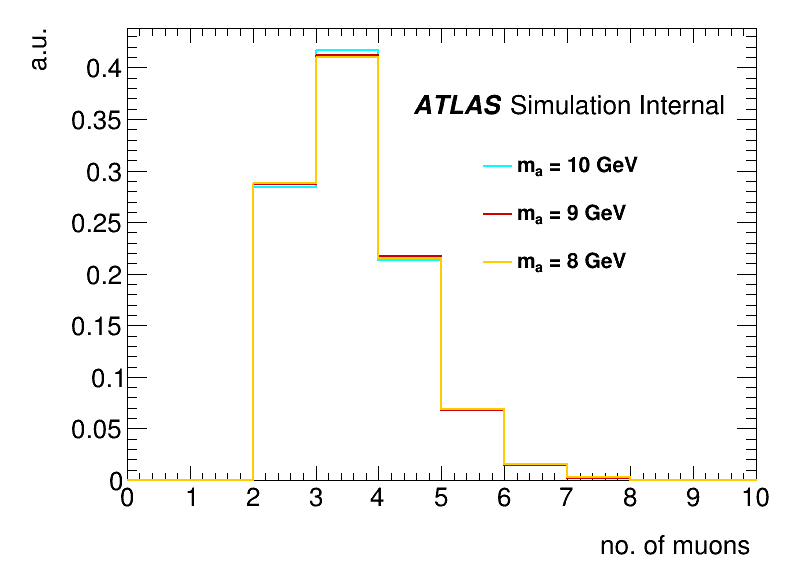 a.u.
0.4
0.35
0.3
0.25
0.2
0.15
0.1
0.05
0
ATLAS Simulation Internal
mₐ = 10 GeV
mₐ = 9 GeV
mₐ = 8 GeV
0 1 2 3 4 5 6 7 8 9 10
no. of muons